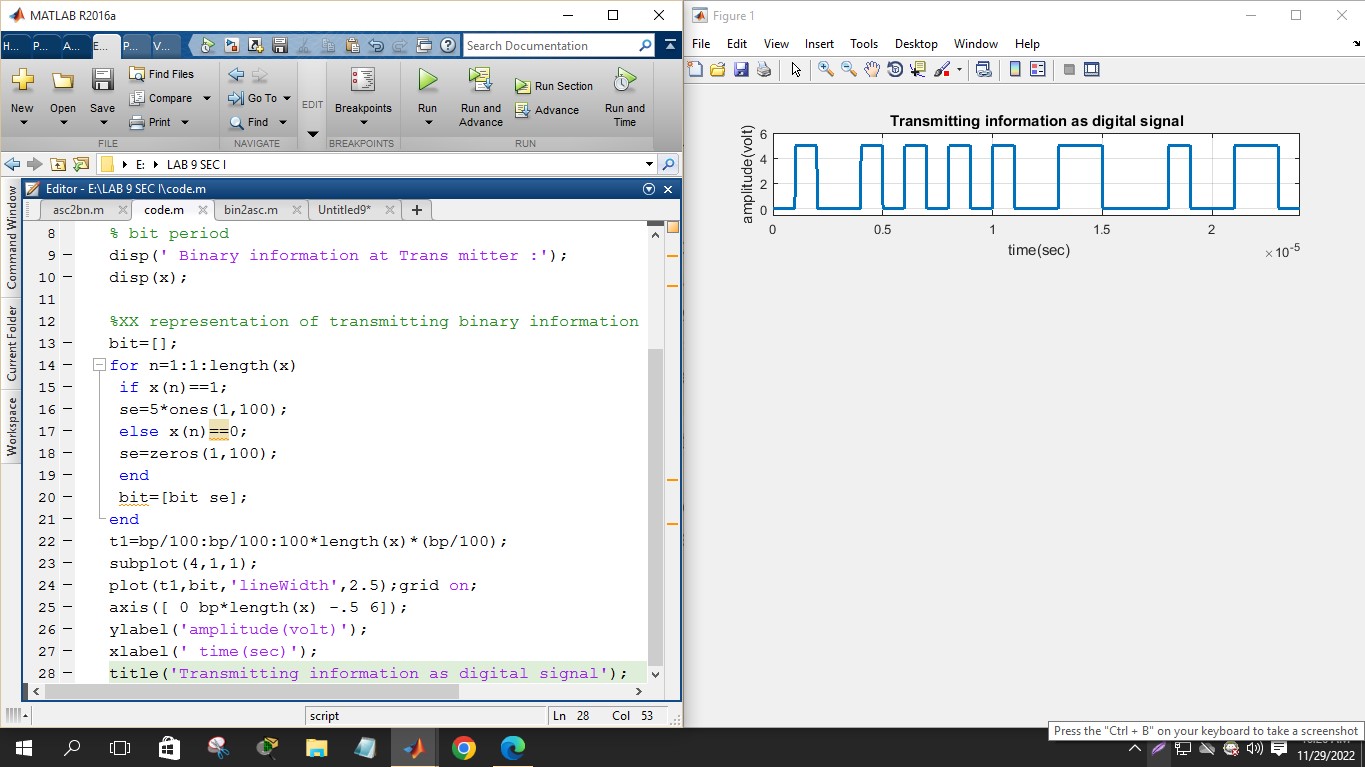 MATLAB R2016a
H... P... A... E... P... V...
Search Documentation
New Open Save Find Files Compare Print
Go To Find
EDIT
Breakpoints
Run Run and Advance Run Section Advance Run and Time
FILE NAVIGATE BREAKPOINTS RUN
E: LAB 9 SEC I
Editor - E:\LAB 9 SEC I\code.m
asc2bn.m code.m bin2asc.m Untitled9* +
Command Window
Current Folder
Workspace
8 % bit period
9 – disp(' Binary information at Trans mitter :');
10 – disp(x);
11
12 %XX representation of transmitting binary information
13 – bit=[];
14 – for n=1:1:length(x)
15 – if x(n)==1;
16 – se=5*ones(1,100);
17 – else x(n)==0;
18 – se=zeros(1,100);
19 – end
20 – bit=[bit se];
21 – end
22 – t1=bp/100:bp/100:100*length(x)*(bp/100);
23 – subplot(4,1,1);
24 – plot(t1,bit,'lineWidth',2.5);grid on;
25 – axis([ 0 bp*length(x) -.5 6]);
26 – ylabel('amplitude(volt)');
27 – xlabel(' time(sec)');
28 – title('Transmitting information as digital signal');
script
Ln 28 Col 53
Figure 1
File Edit View Insert Tools Desktop Window Help
Transmitting information as digital signal
amplitude(volt)
6
4
2
0
0 0.5 1 1.5 2
time(sec)
×10-5
Press the "Ctrl + B" on your keyboard to take a screenshot
11/29/2022